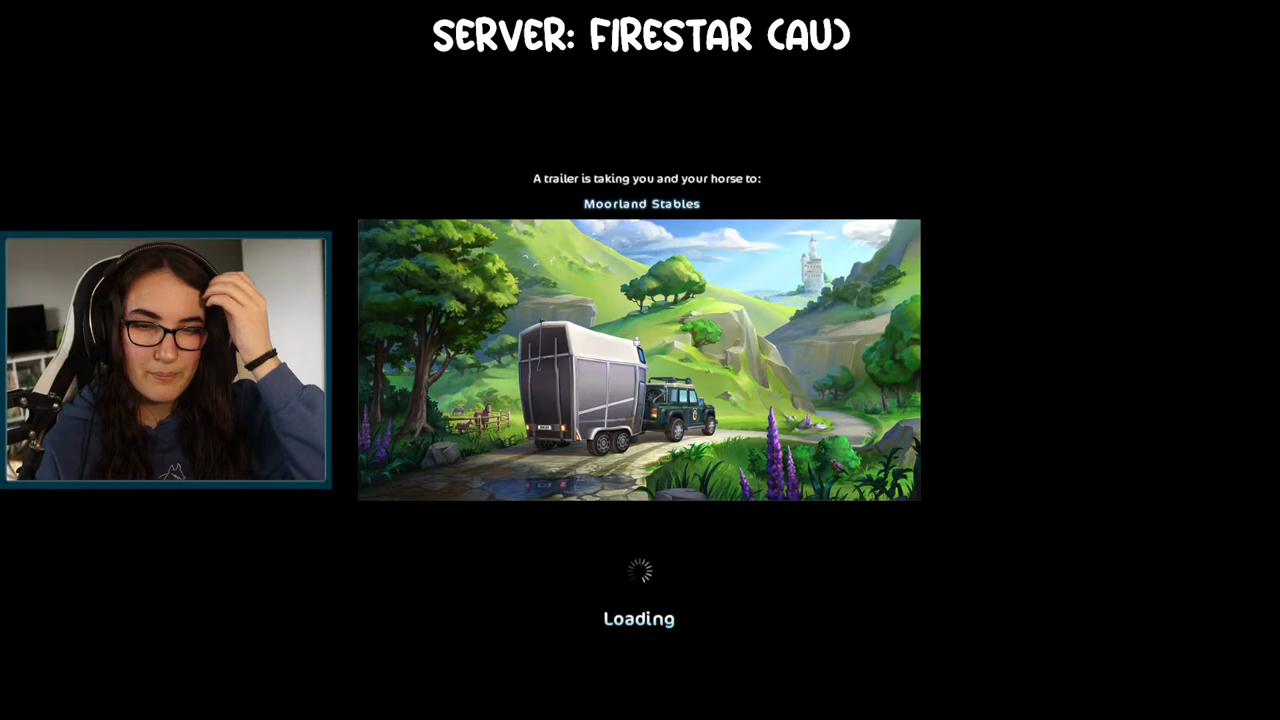 SERVER: FIRESTAR (AU)
A trailer is taking you and your horse to:
Moorland Stables
Loading